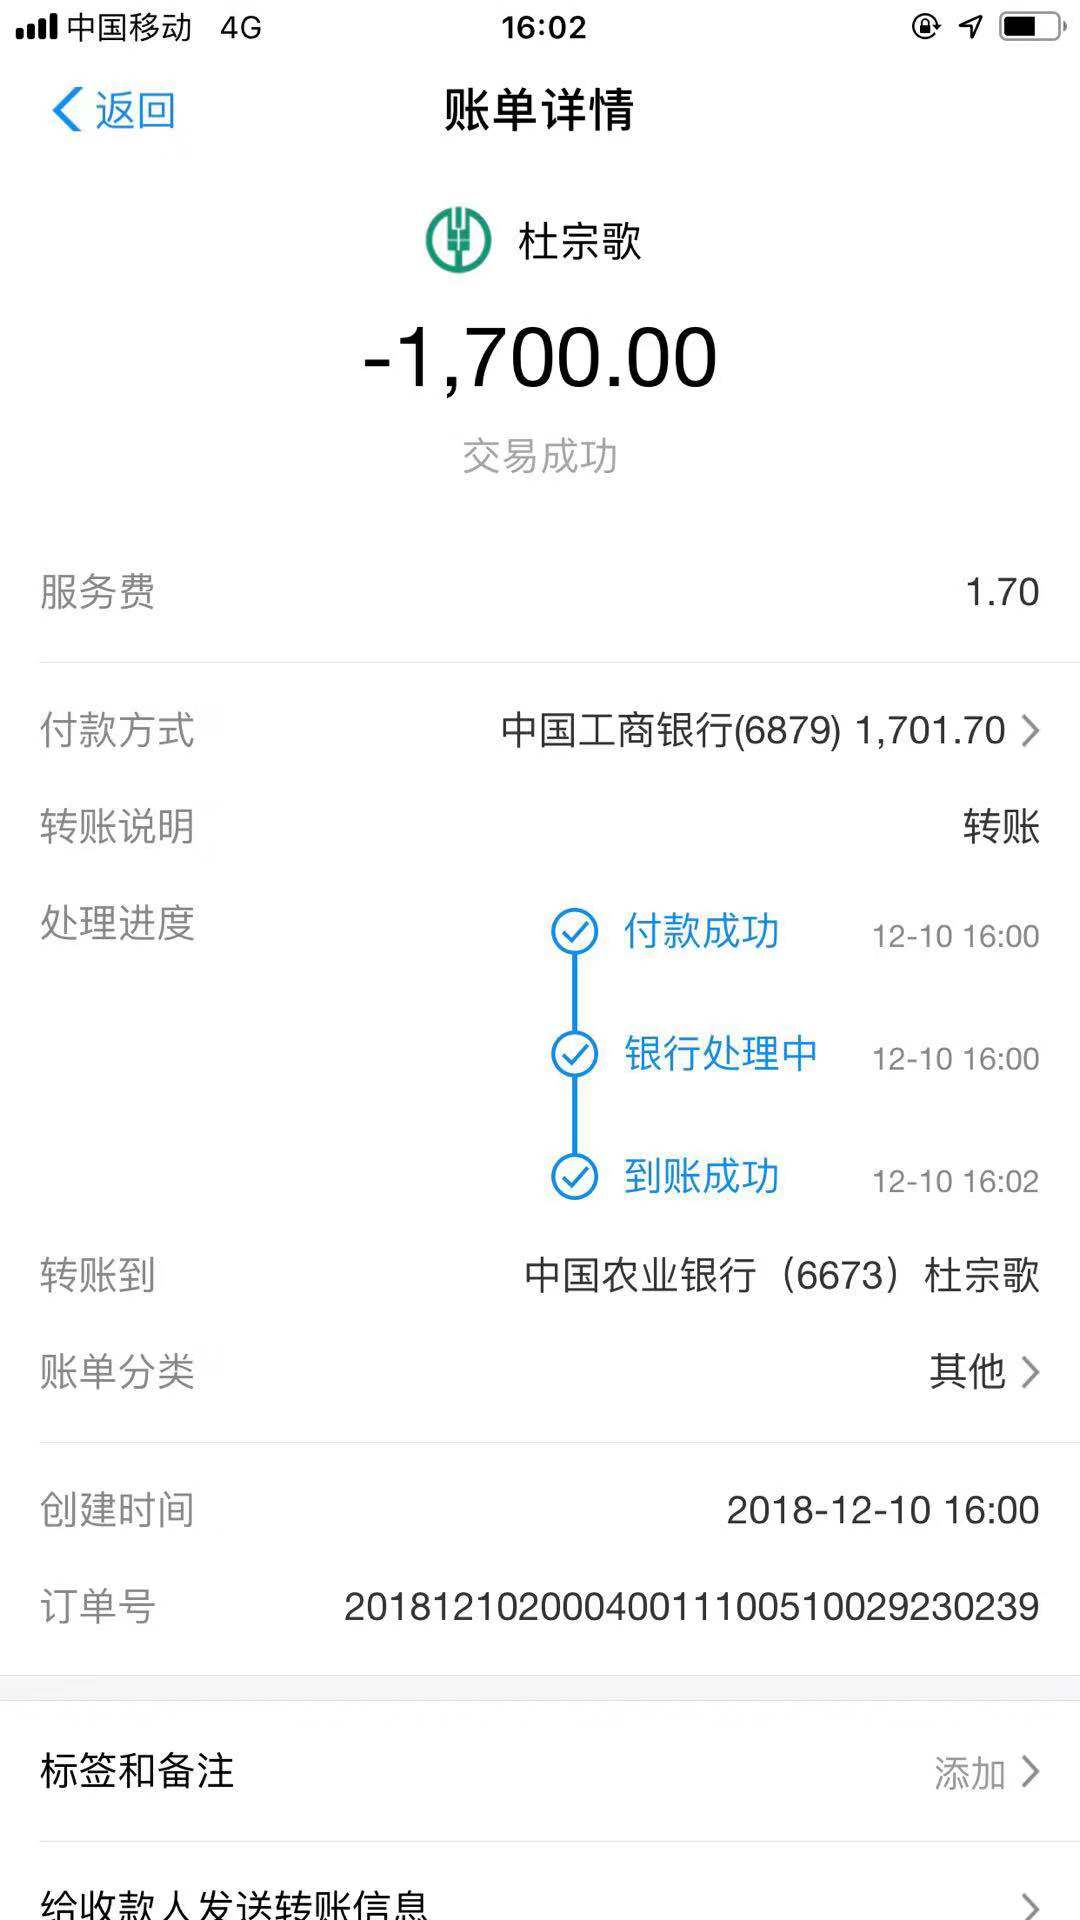 中国移动 4G 16:02
返回 账单详情
杜宗歌
-1,700.00
交易成功
服务费 1.70
付款方式 中国工商银行(6879) 1,701.70
转账说明 转账
处理进度 付款成功 12-10 16:00
银行处理中 12-10 16:00
到账成功 12-10 16:02
转账到 中国农业银行（6673）杜宗歌
账单分类 其他
创建时间 2018-12-10 16:00
订单号 20181210200040011100510029230239
标签和备注 添加
给收款人发送转账信息